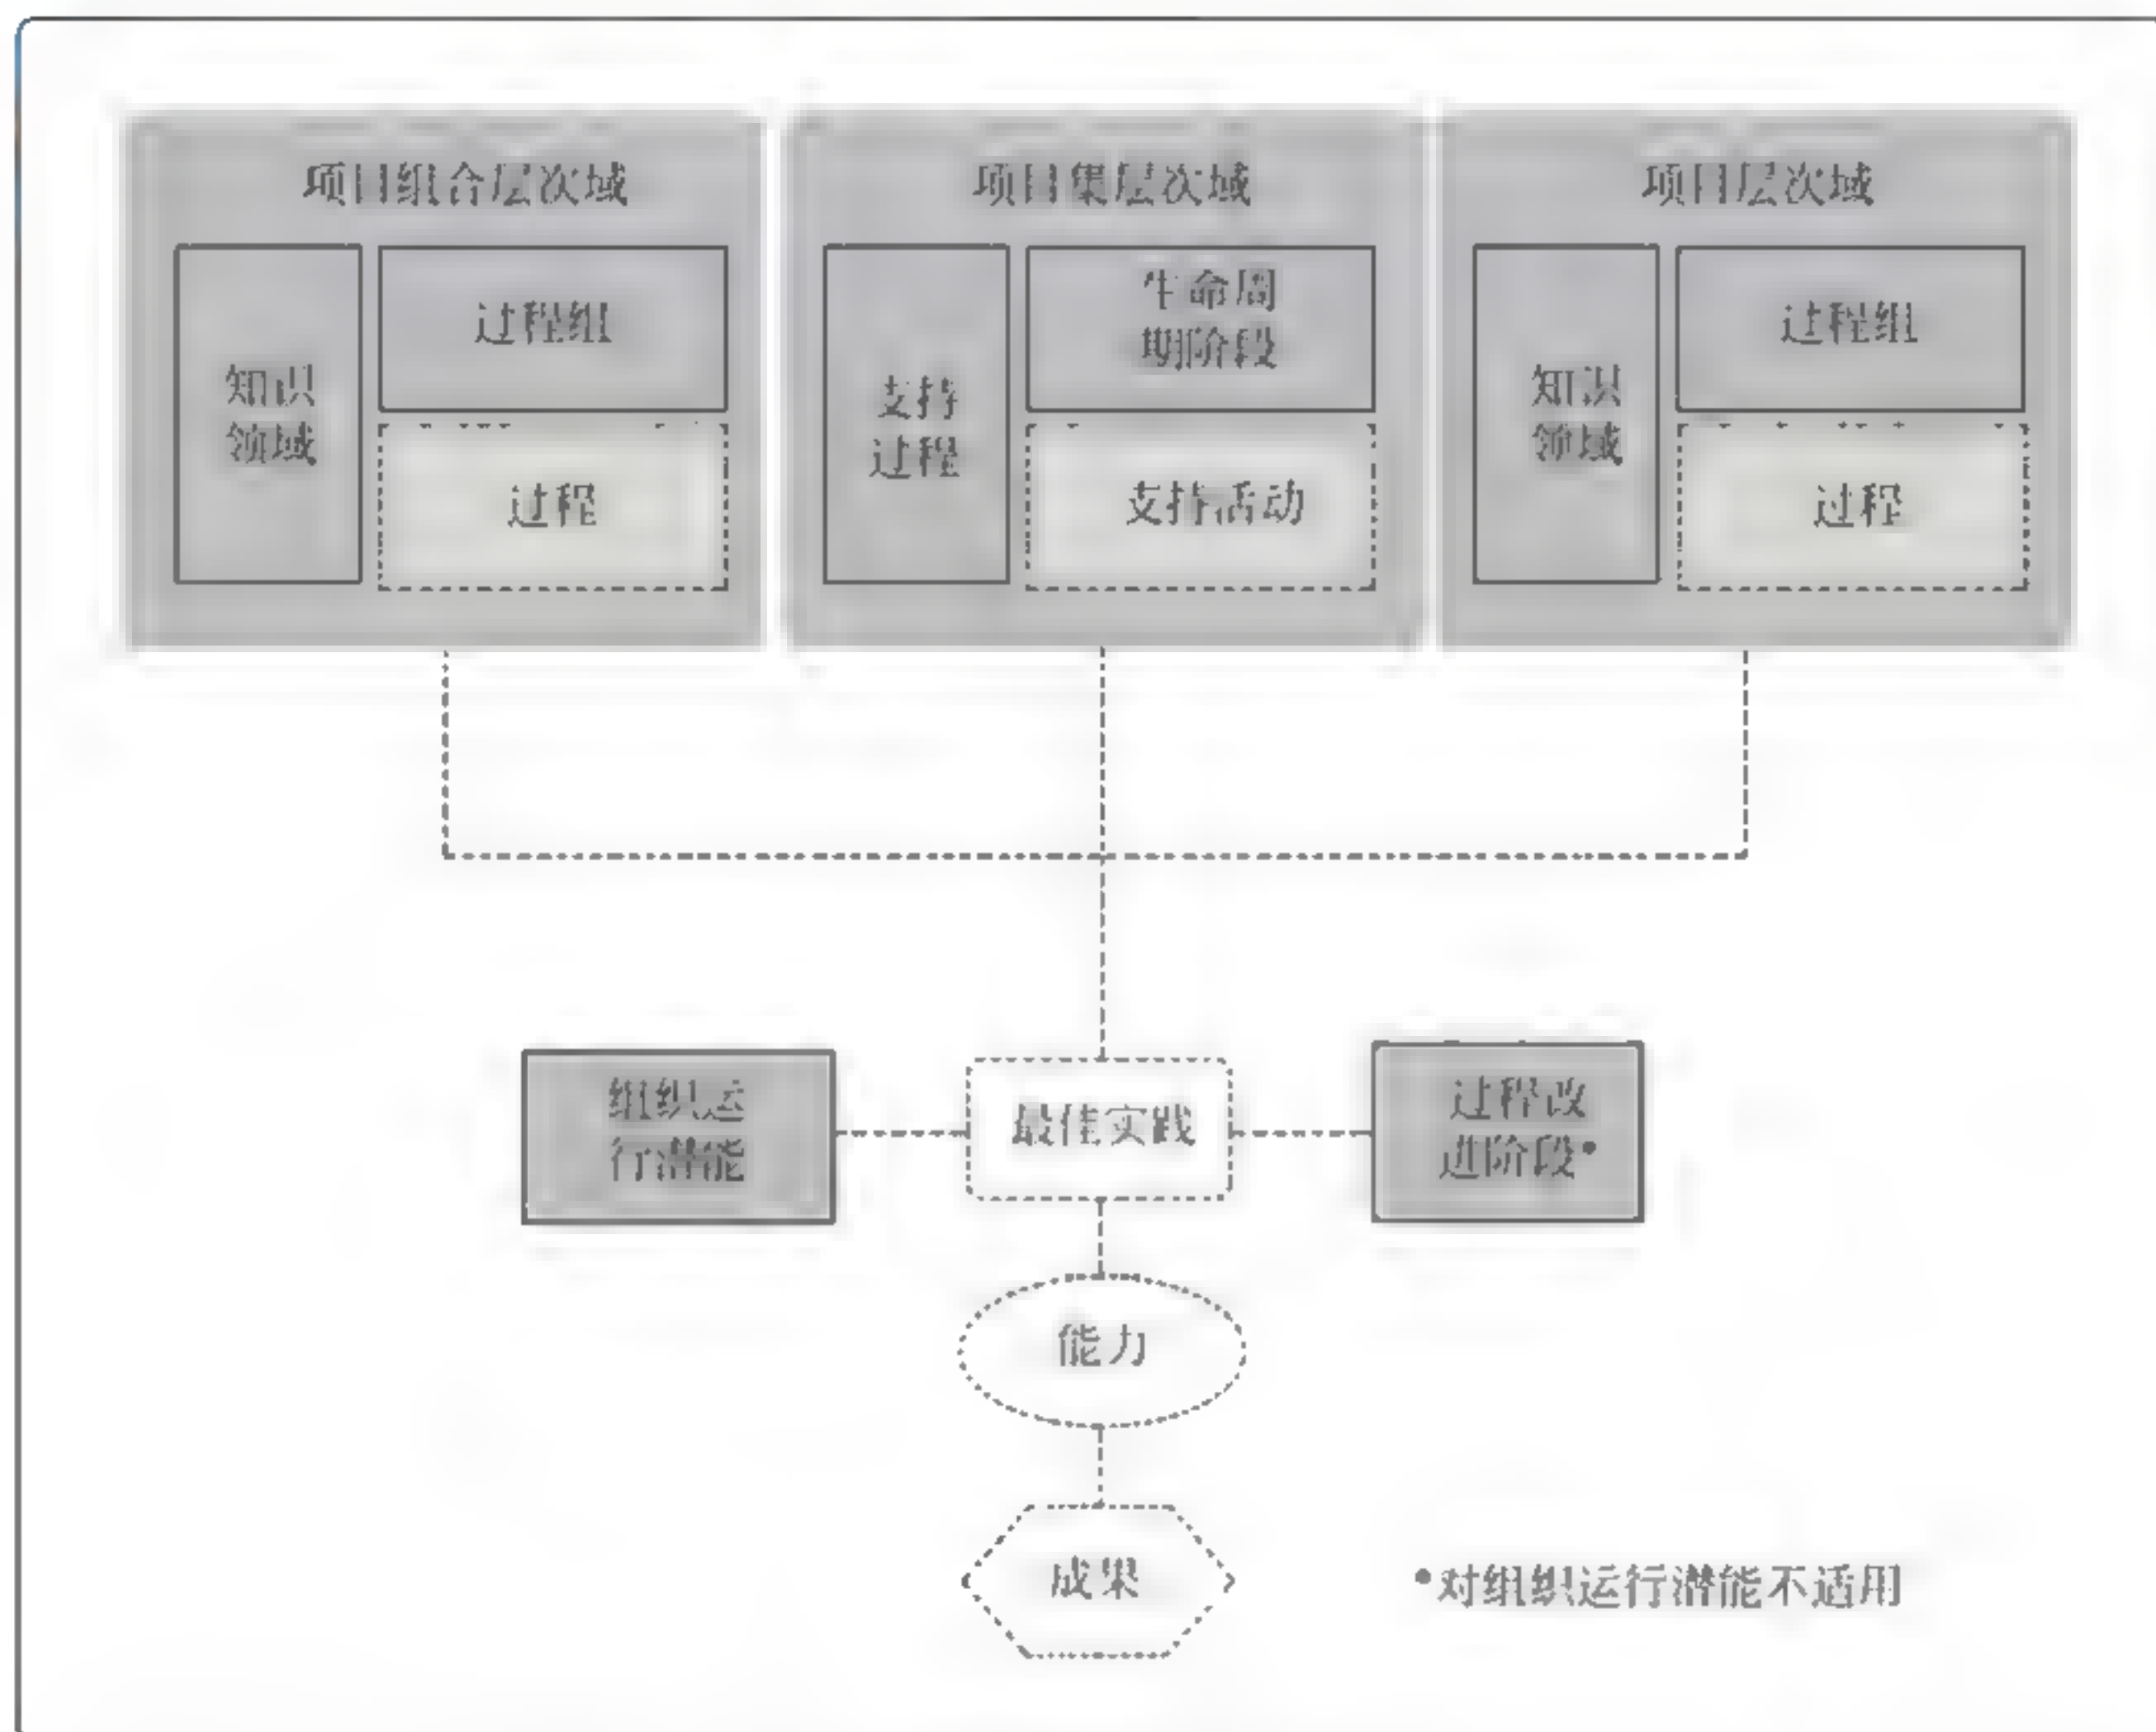 项目组合层次域
知识
领域
过程组
过程
项目集层次域
支持
过程
生命周
期阶段
支持活动
项目层次域
知识
领域
过程组
过程
组织运
行潜能
最佳实践
过程改
进阶段•
能力
成果
•对组织运行潜能不适用